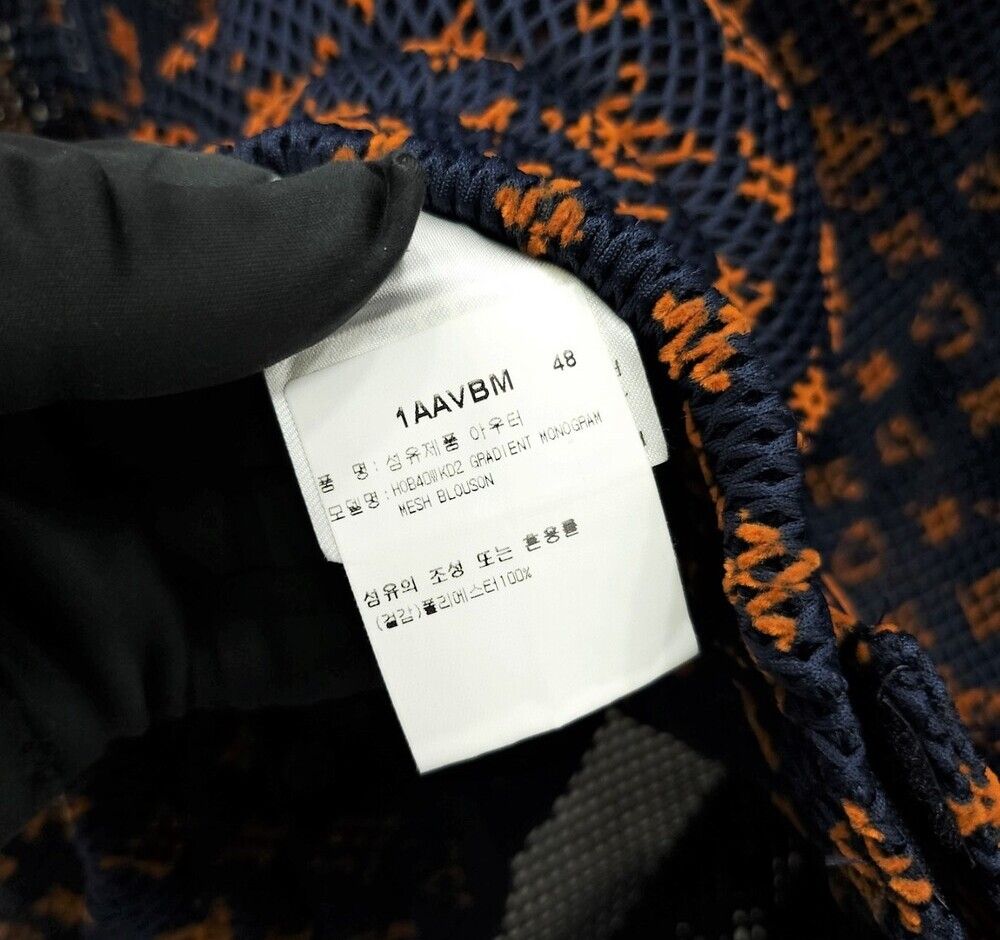 1AAVBM 48
품 명 : 섬유제품 아우터
모델명 : HOB40WKD2 GRADIENT MONOGRAM
MESH BLOUSON
섬유의 조성 또는 혼용률
(겉감)폴리에스터100%